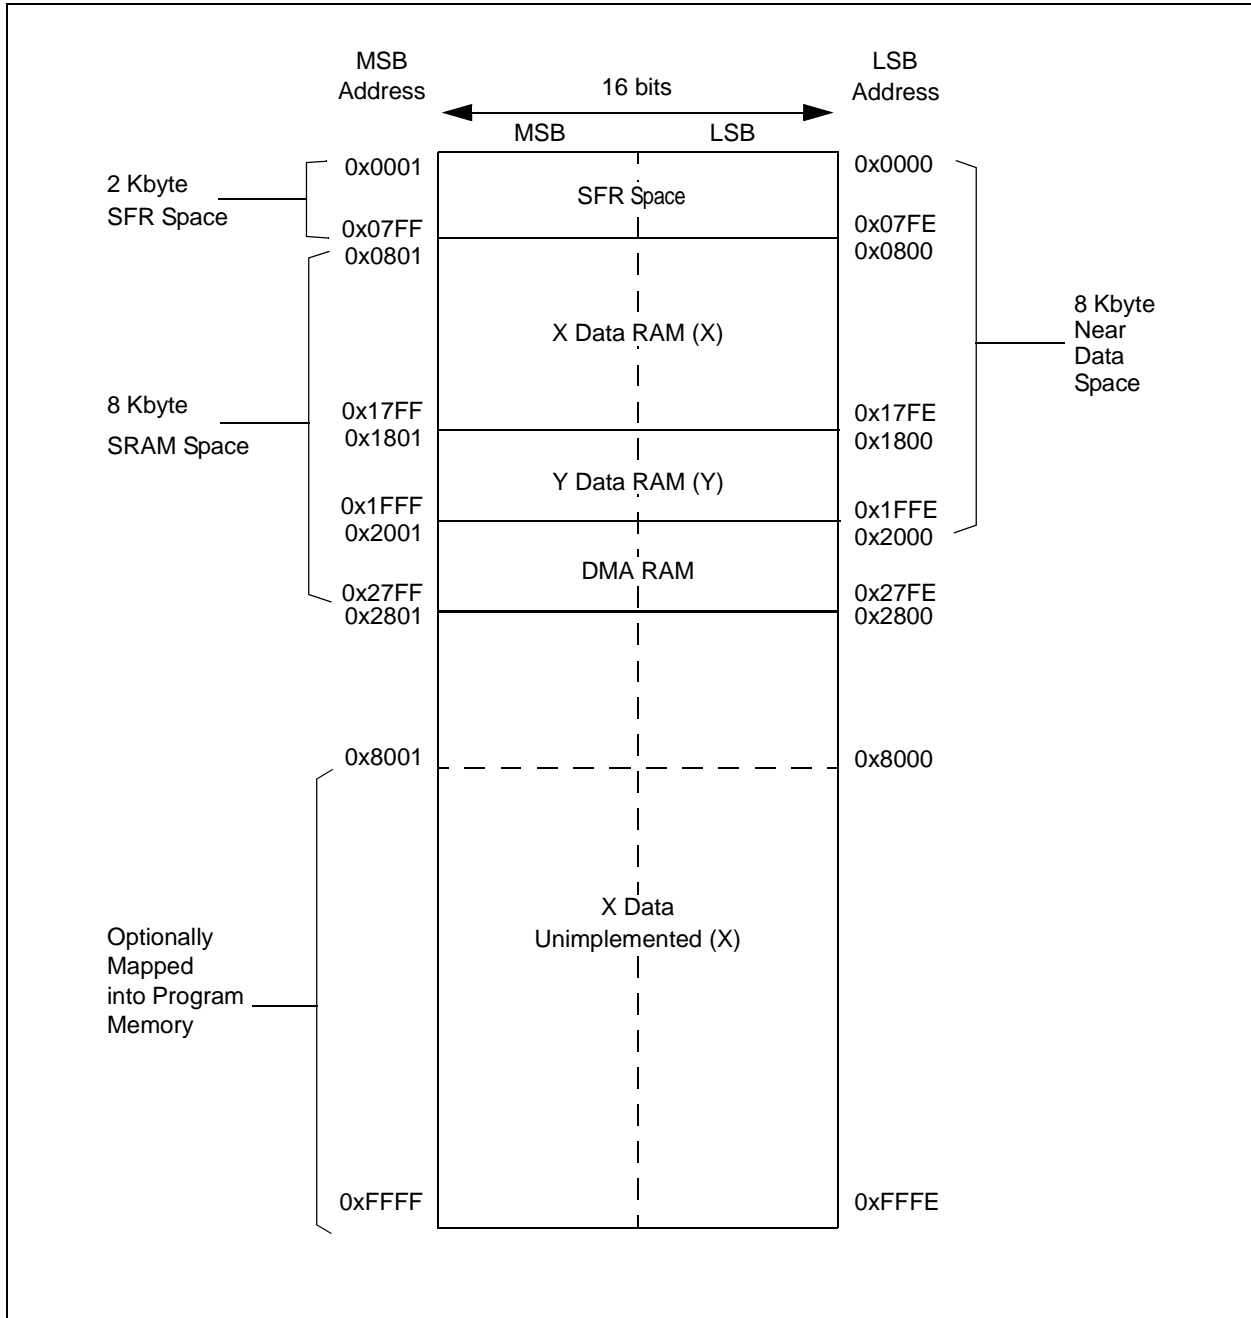 MSB
Address
16 bits
LSB
Address
MSB
LSB
2 Kbyte
SFR Space
0x0001
SFR Space
0x0000
0x07FF
0x07FE
0x0801
0x0800
X Data RAM (X)
8 Kbyte
Near
Data
Space
8 Kbyte
SRAM Space
0x17FF
0x17FE
0x1801
0x1800
Y Data RAM (Y)
0x1FFF
0x1FFE
0x2001
0x2000
DMA RAM
0x27FF
0x27FE
0x2801
0x2800
0x8001
0x8000
X Data
Unimplemented (X)
Optionally
Mapped
into Program
Memory
0xFFFF
0xFFFE